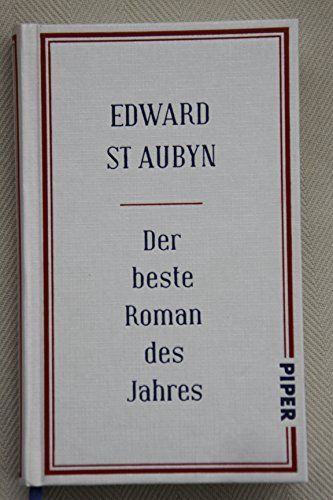 EDWARD
ST AUBYN
Der
beste
Roman
des
Jahres
PIPER